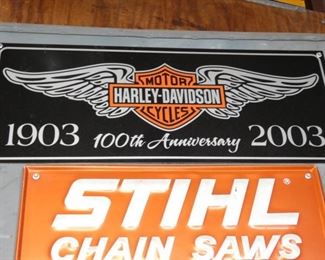 MOTOR
HARLEY-DAVIDSON
CYCLES
1903 100th Anniversary 2003
STIHL®
CHAIN SAWS